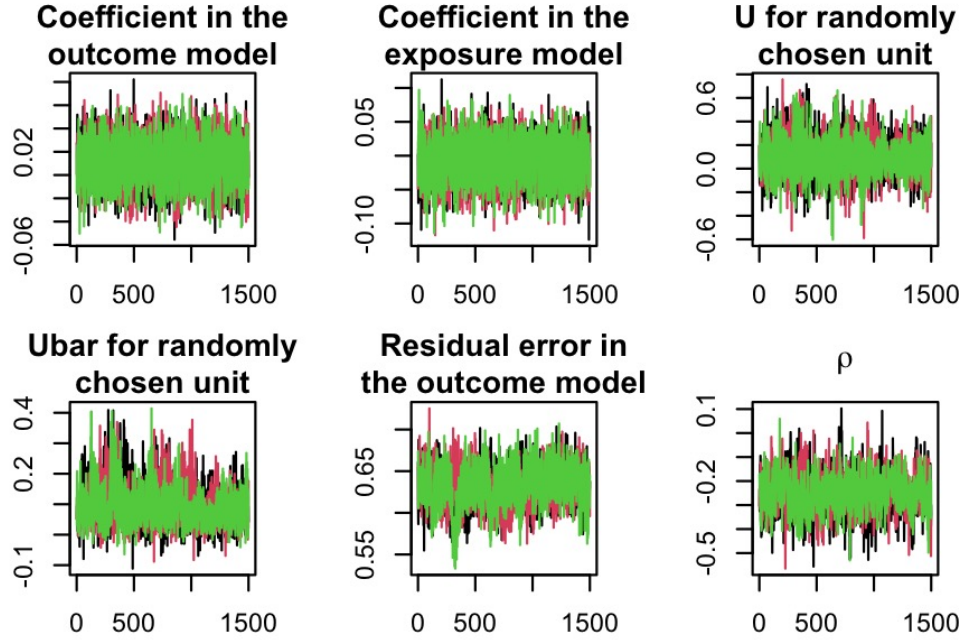 Coefficient in the
outcome model
0.02
-0.06
0 500 1500
Coefficient in the
exposure model
0.05
-0.10
0 500 1500
U for randomly
chosen unit
0.6
0.0
-0.6
0 500 1500
Ubar for randomly
chosen unit
0.4
0.2
-0.1
0 500 1500
Residual error in
the outcome model
0.65
0.55
0 500 1500
ρ
0.1
-0.2
-0.5
0 500 1500